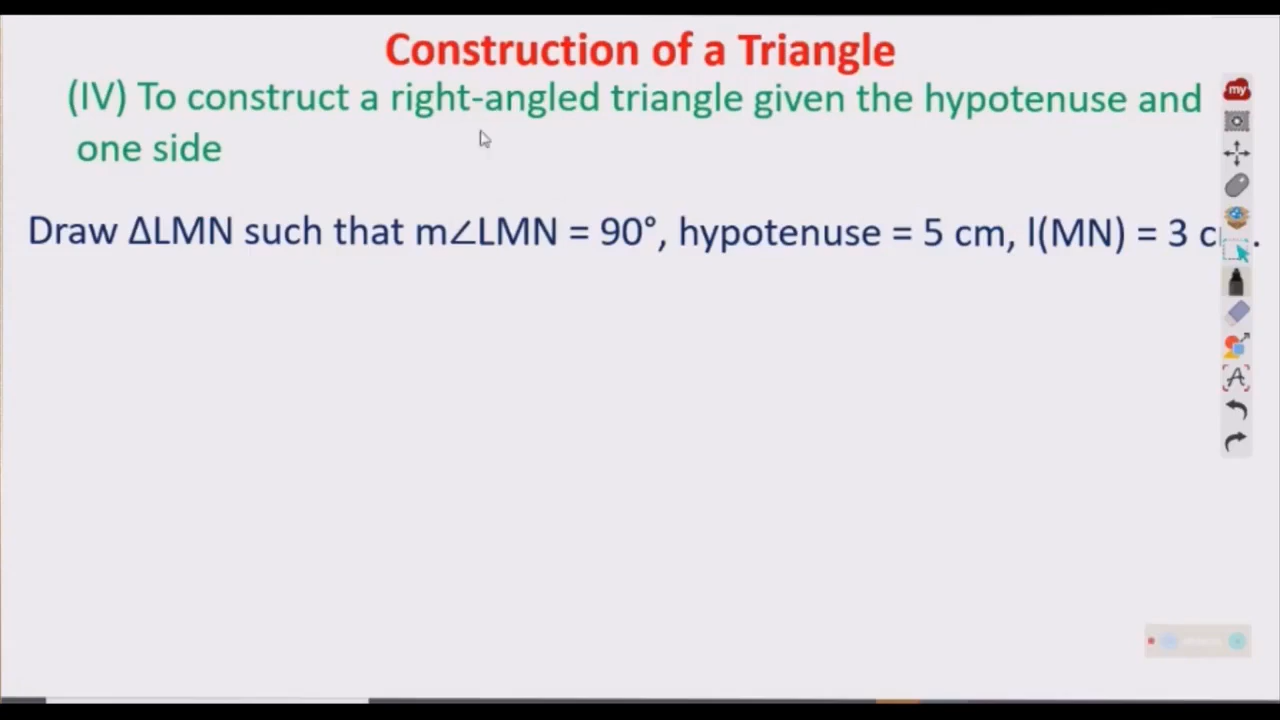 Construction of a Triangle
(IV) To construct a right-angled triangle given the hypotenuse and
one side
Draw ΔLMN such that m∠LMN = 90°, hypotenuse = 5 cm, l(MN) = 3
my